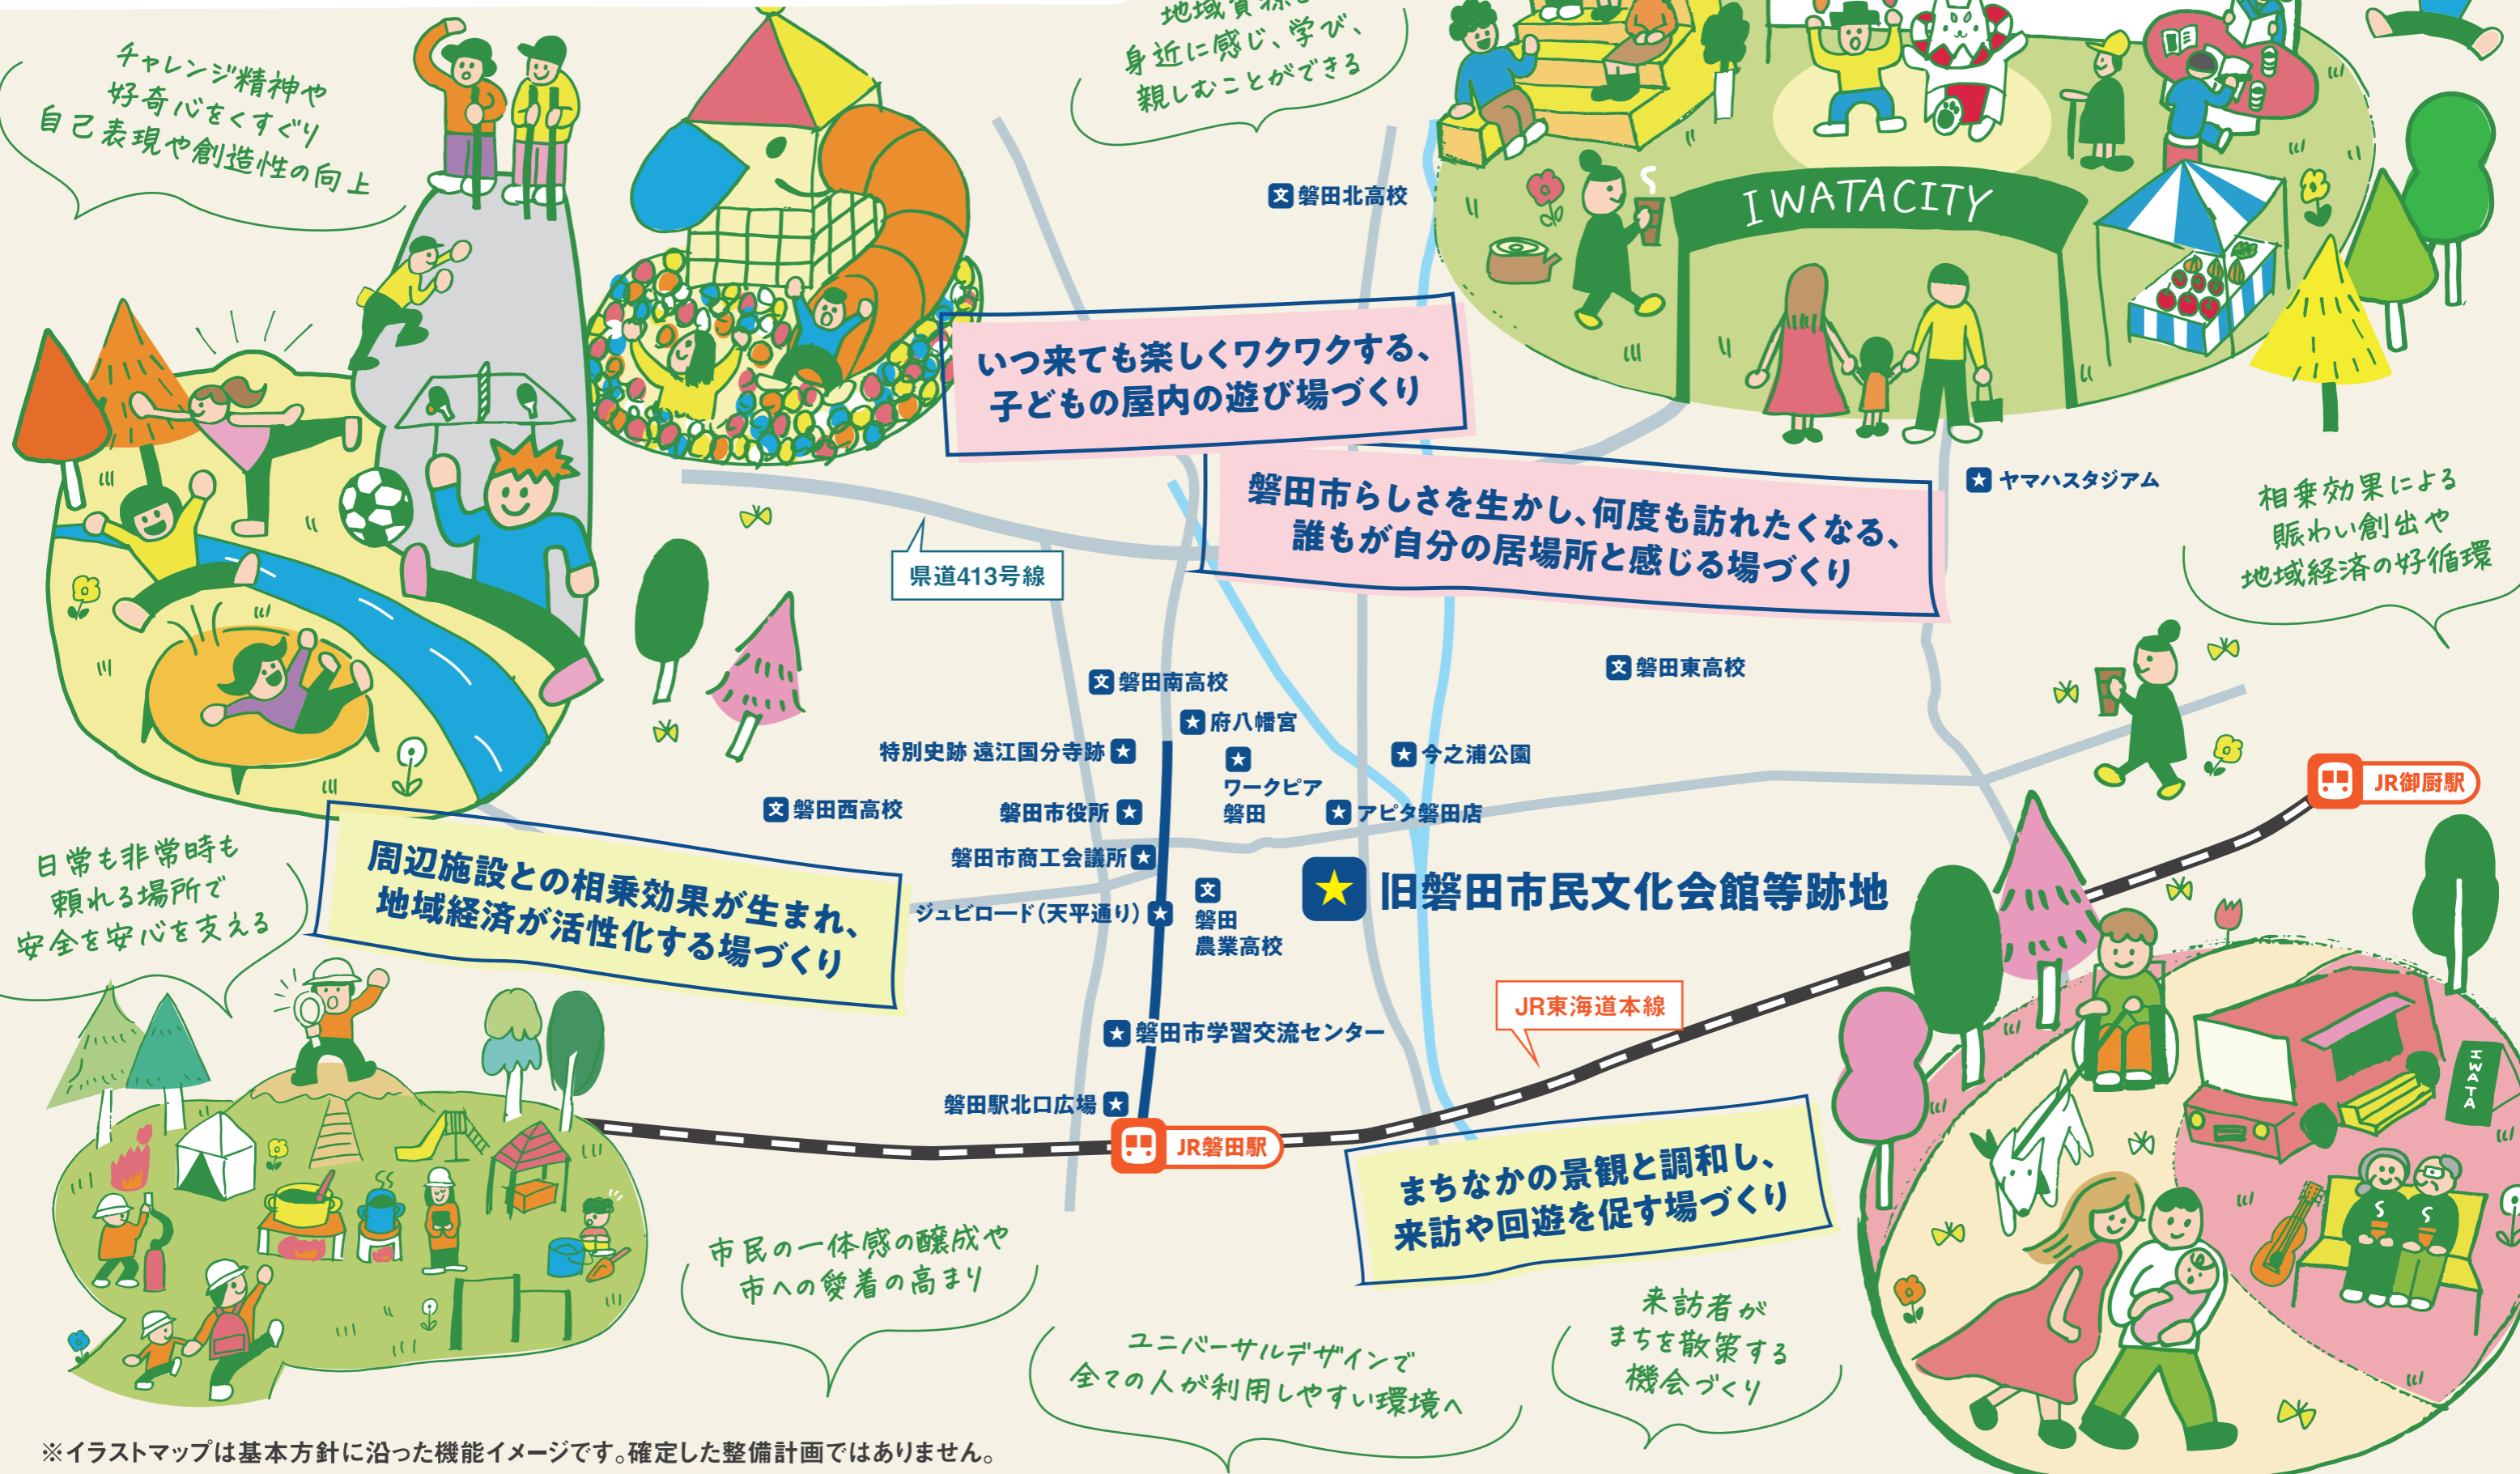 地域資源を
身近に感じ、学び、
親しむことができる
チャレンジ精神や
好奇心をくすぐり
自己表現や創造性の向上
磐田北高校
IWATACITY
いつ来ても楽しくワクワクする、
子どもの屋内の遊び場づくり
磐田市らしさを生かし、何度も訪れたくなる、
誰もが自分の居場所と感じる場づくり
ヤマハスタジアム
相乗効果による
賑わい創出や
地域経済の好循環
県道413号線
磐田南高校
磐田東高校
府八幡宮
特別史跡 遠江国分寺跡
今之浦公園
ワークピア
磐田
JR御厨駅
磐田西高校
磐田市役所
アピタ磐田店
磐田市商工会議所
旧磐田市民文化会館等跡地
ジュビロード（天平通り）
磐田
農業高校
日常も非常時も
頼れる場所で
安全を安心を支える
周辺施設との相乗効果が生まれ、
地域経済が活性化する場づくり
JR東海道本線
磐田市学習交流センター
磐田駅北口広場
JR磐田駅
IWATA
まちなかの景観と調和し、
来訪や回遊を促す場づくり
市民の一体感の醸成や
市への愛着の高まり
ユニバーサルデザインで
全ての人が利用しやすい環境へ
来訪者が
まちを散策する
機会づくり
※イラストマップは基本方針に沿った機能イメージです。確定した整備計画ではありません。